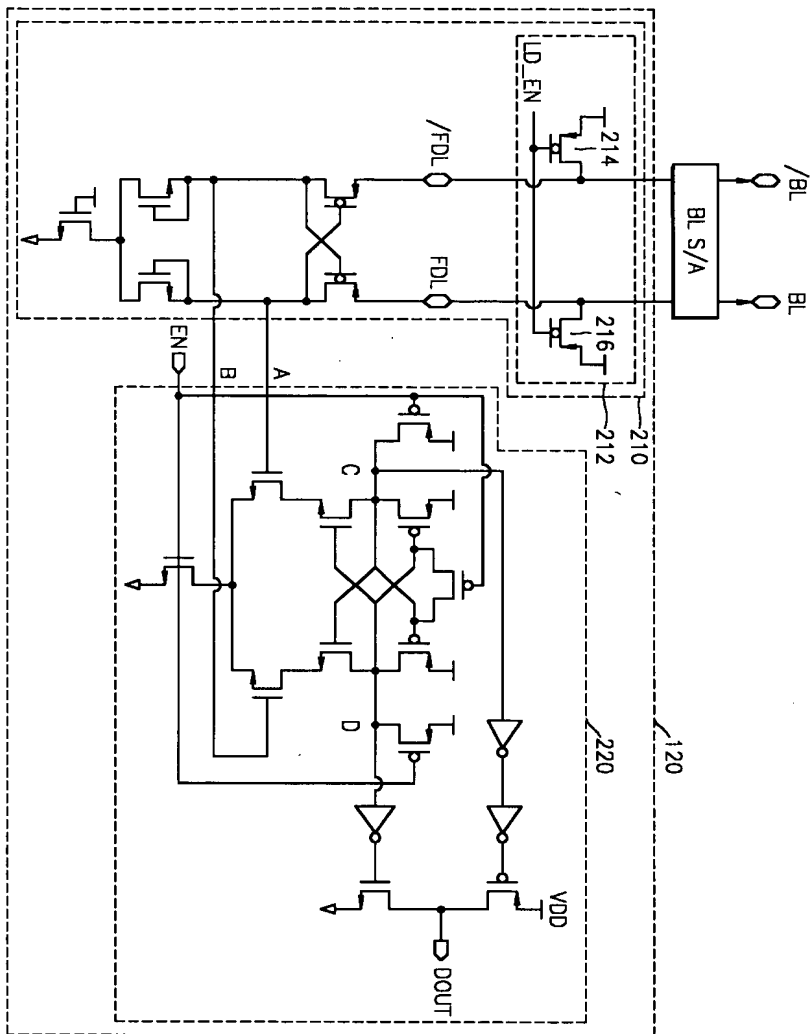 /BL
BL
BL S/A
LD_EN
214
216
212
210
/FDL
FDL
120
220
EN
B
A
C
D
VDD
DOUT